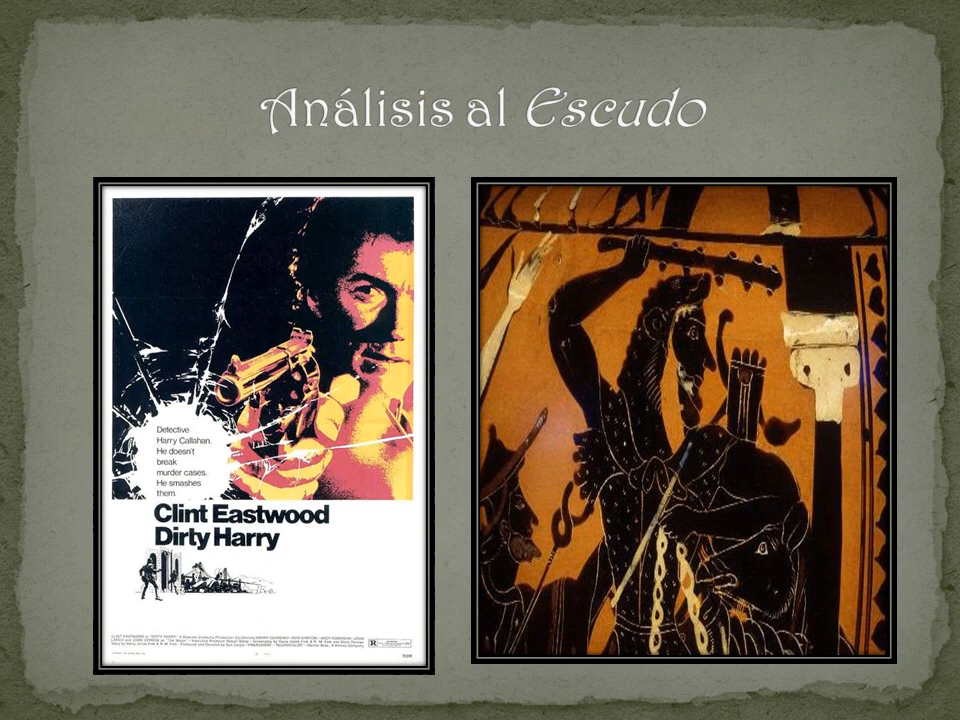 Análisis al Escudo
Detective
Harry Callahan.
He doesn't
break
murder cases.
He smashes
them.
Clint Eastwood
Dirty Harry
R